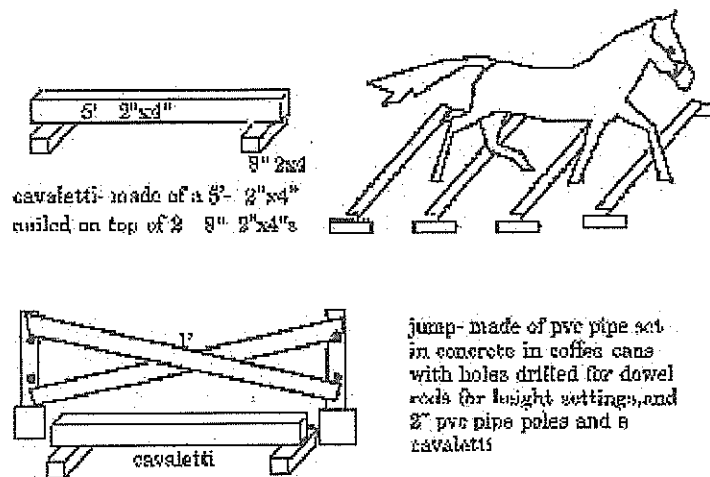 5' 2"x4"
8" 2x4
cavaletti- made of a 5'- 2"x4"
nailed on top of 2 8" 2"x4"s
1'
cavaletti
jump- made of pvc pipe set
in concrete in coffee cans
with holes drilled for dowel
rods for height settings,and
2" pvc pipe poles and a
cavaletti